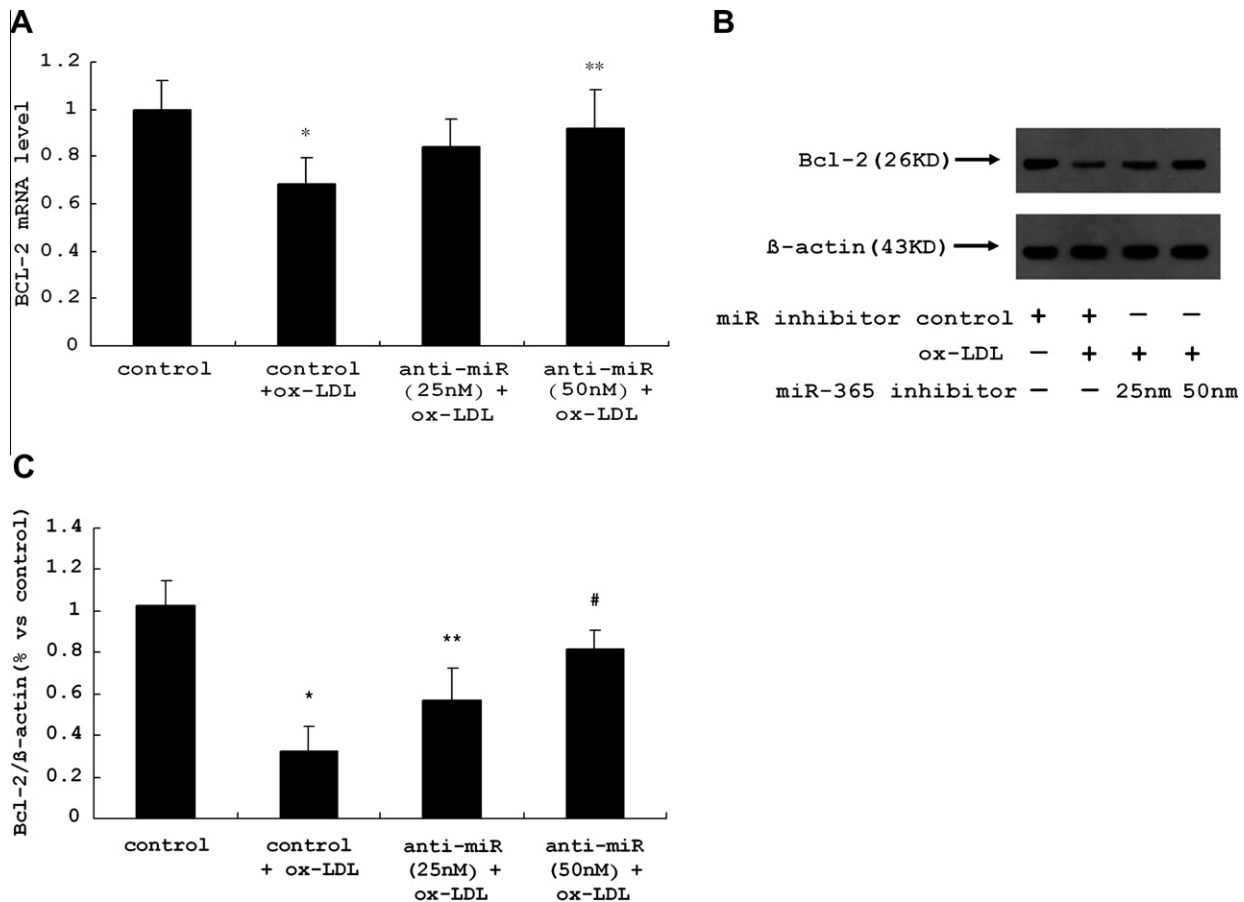 A
BCL-2 mRNA level
1.2
1
0.8
0.6
0.4
0.2
0
*
**
control
control
+ox-LDL
anti-miR
(25nM) +
ox-LDL
anti-miR
(50nM) +
ox-LDL
B
Bcl-2(26KD)
ß-actin(43KD)
miR inhibitor control + + − −
ox-LDL − + + +
miR-365 inhibitor − − 25nm 50nm
C
Bcl-2/ß-actin(% vs control)
1.4
1.2
1
0.8
0.6
0.4
0.2
0
*
**
#
control
control
+ ox-LDL
anti-miR
(25nM) +
ox-LDL
anti-miR
(50nM) +
ox-LDL